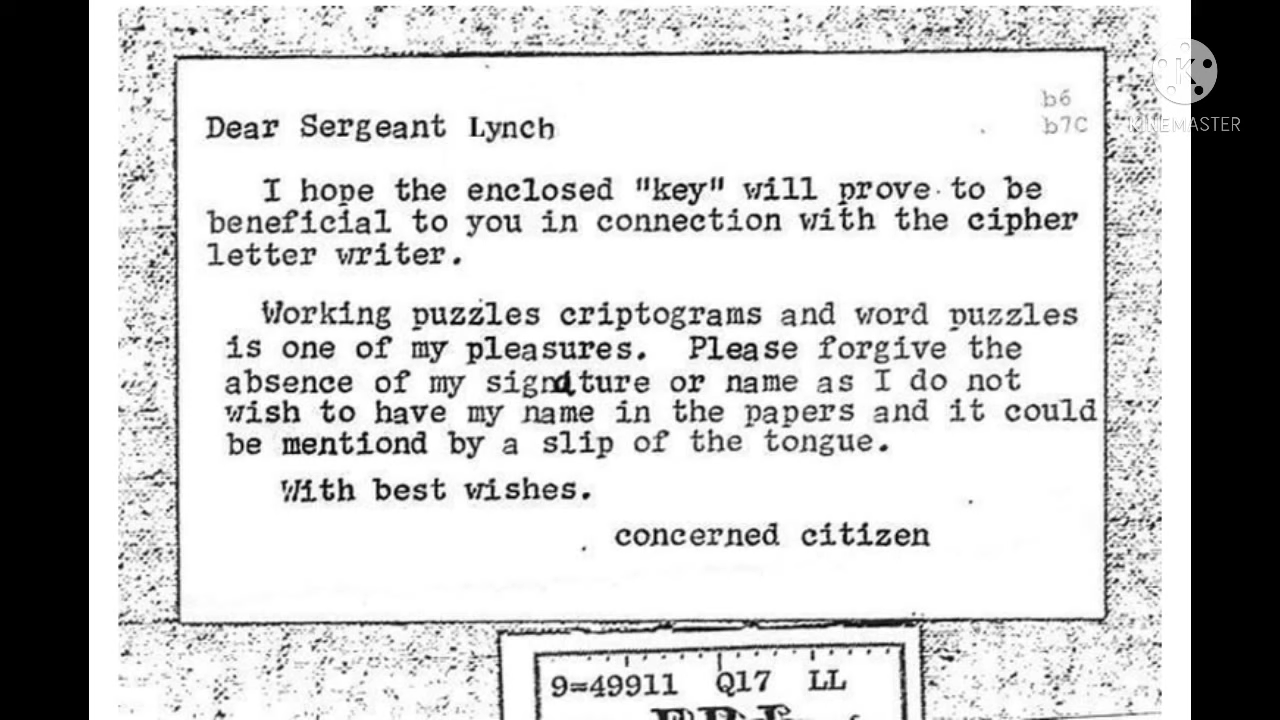 b6
b7C
KINEMASTER
Dear Sergeant Lynch
I hope the enclosed "key" will prove to be
beneficial to you in connection with the cipher
letter writer.
Working puzzles criptograms and word puzzles
is one of my pleasures. Please forgive the
absence of my signature or name as I do not
wish to have my name in the papers and it could
be mentiond by a slip of the tongue.
With best wishes.
concerned citizen
9=49911 Q17 LL